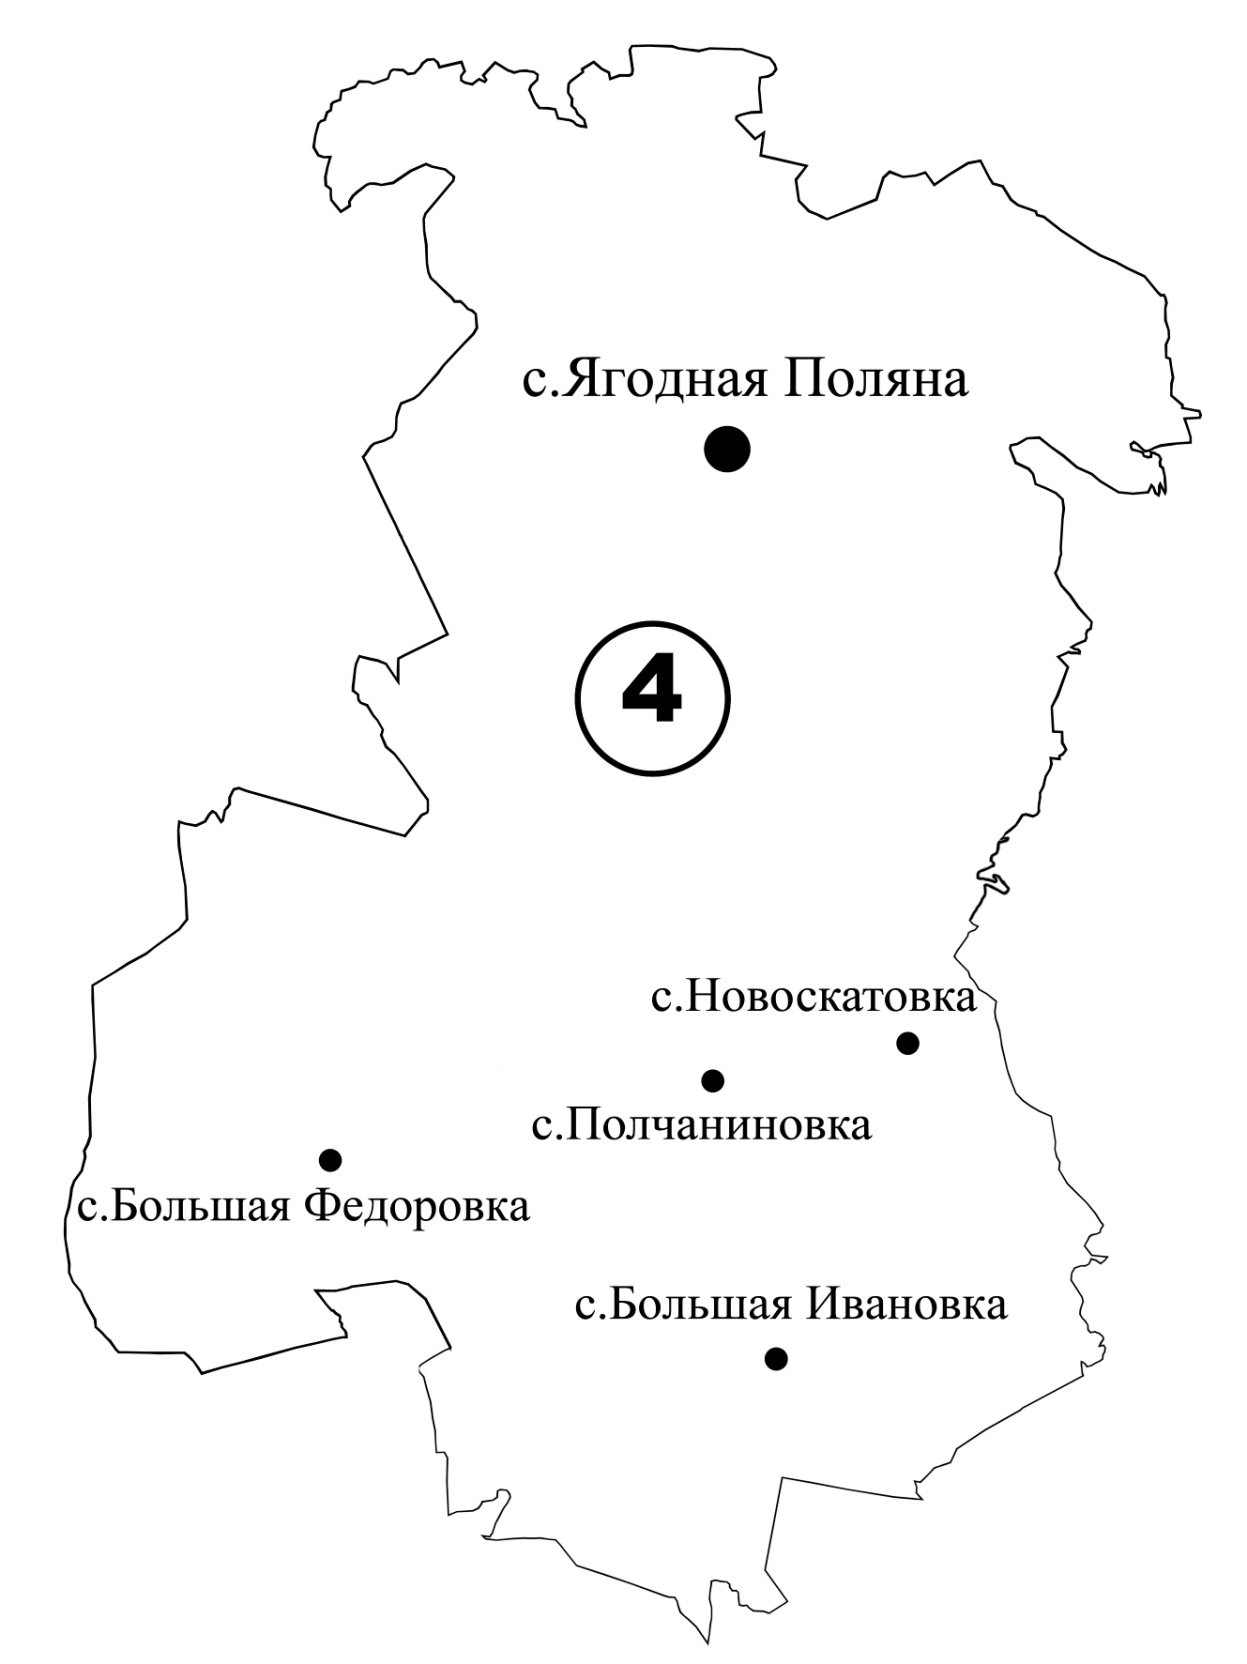 с.Ягодная Поляна
4
с.Новоскатовка
с.Полчаниновка
с.Большая Федоровка
с.Большая Ивановка